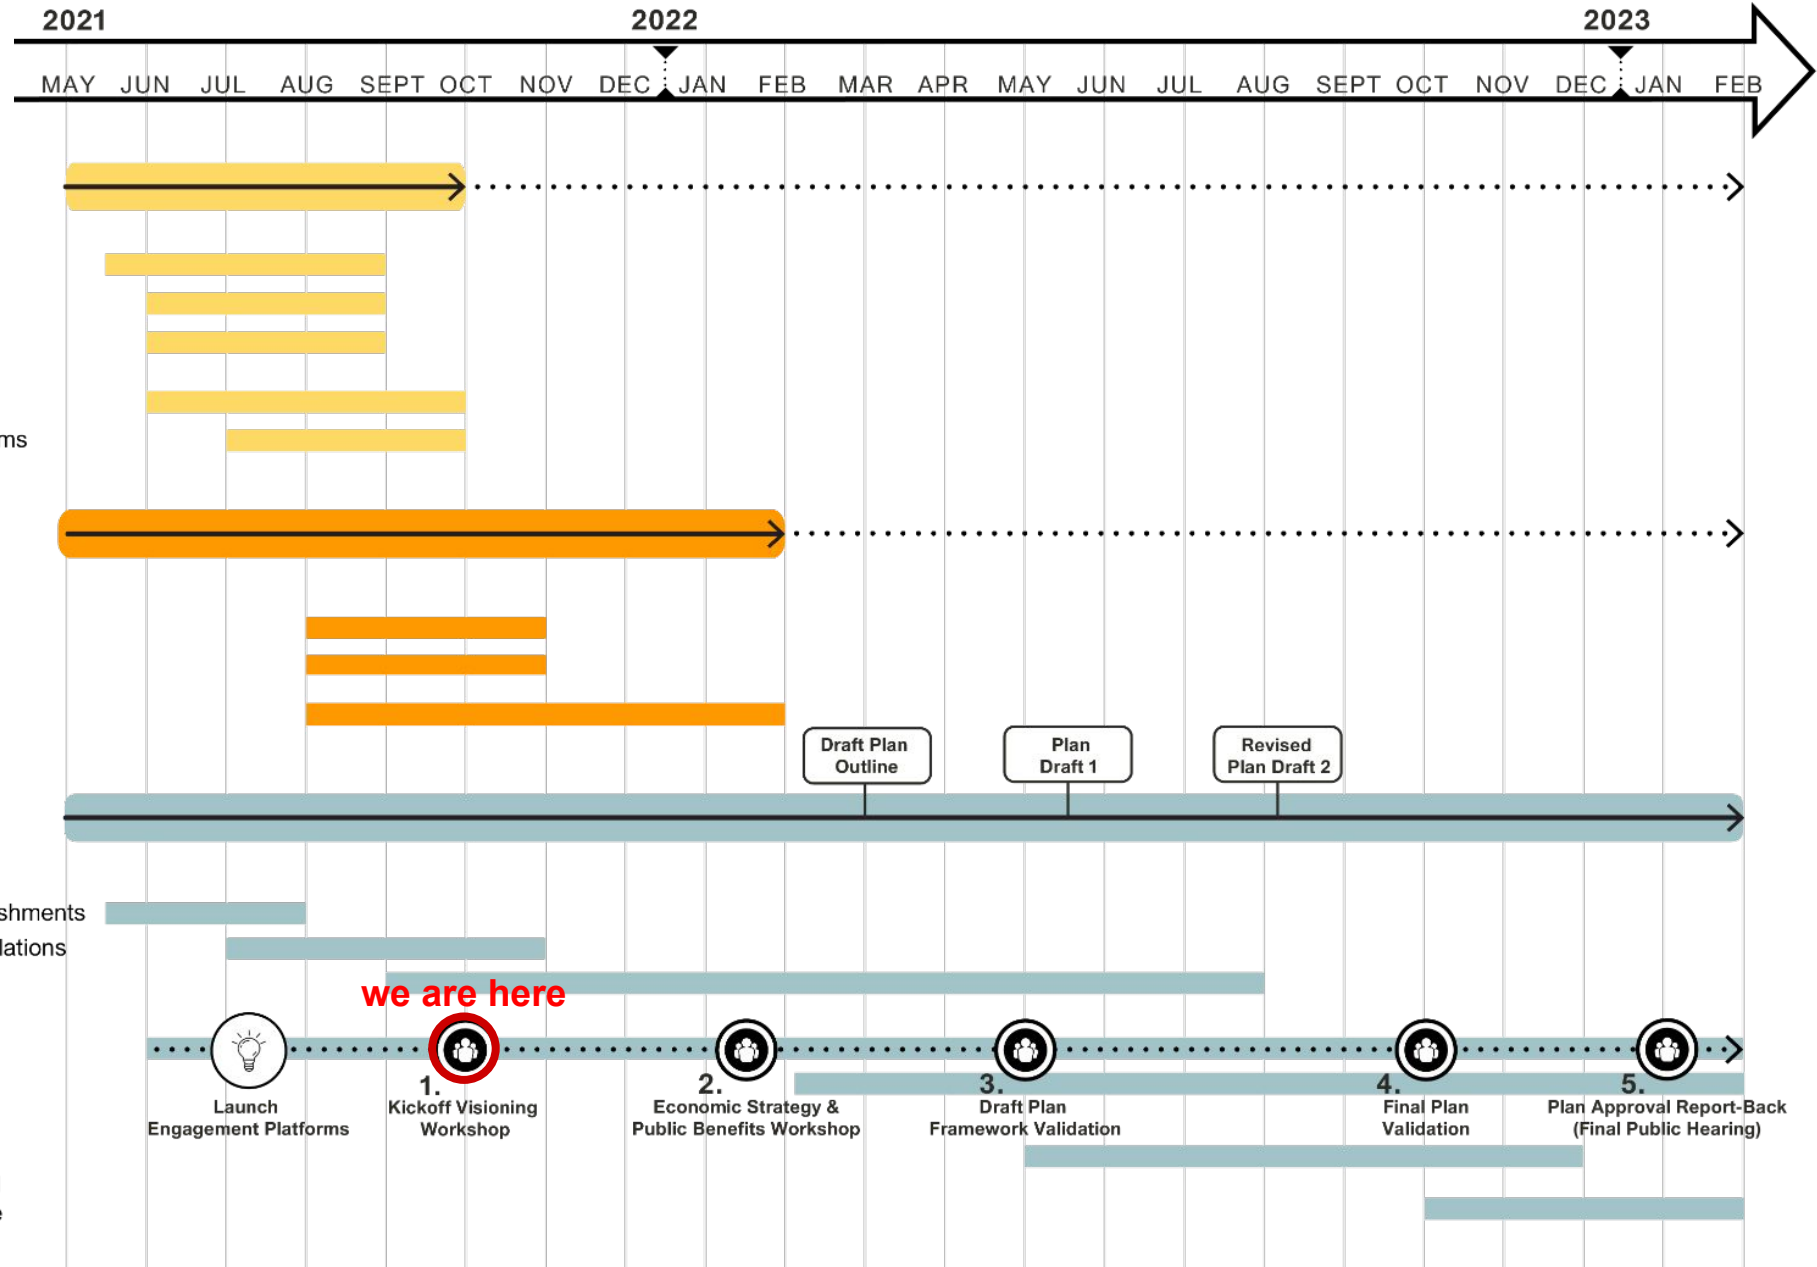 2021 2022 2023
MAY JUN JUL AUG SEPT OCT NOV DEC JAN FEB MAR APR MAY JUN JUL AUG SEPT OCT NOV DEC JAN FEB
ms
Draft Plan
Outline
Plan
Draft 1
Revised
Plan Draft 2
shments
lations
we are here
1.
2.
3.
4.
5.
Launch
Engagement Platforms
Kickoff Visioning
Workshop
Economic Strategy &
Public Benefits Workshop
Draft Plan
Framework Validation
Final Plan
Validation
Plan Approval Report-Back
(Final Public Hearing)